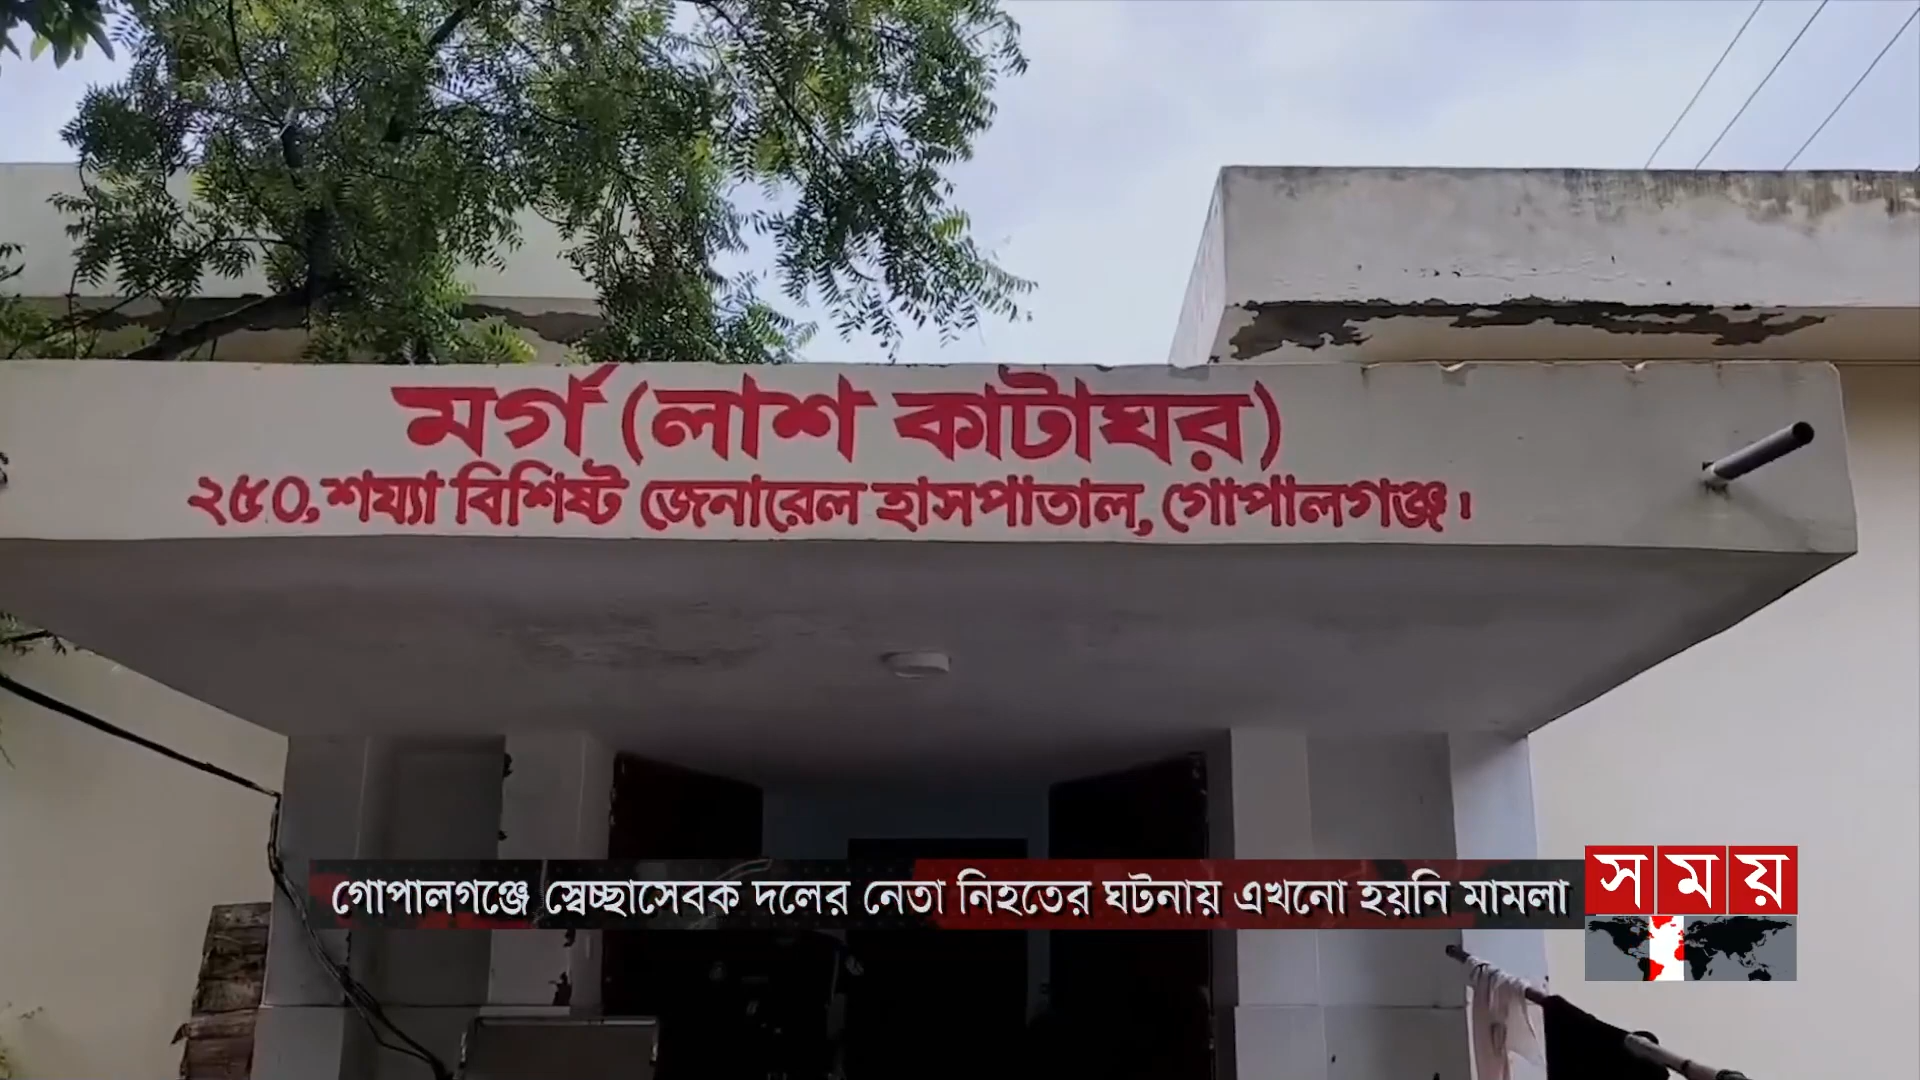 মর্গ (লাশ কাটাঘর)
২৫০, শয্যা বিশিষ্ট জেনারেল হাসপাতাল, গোপালগঞ্জ।
গোপালগঞ্জে স্বেচ্ছাসেবক দলের নেতা নিহতের ঘটনায় এখনো হয়নি মামলা
সময়